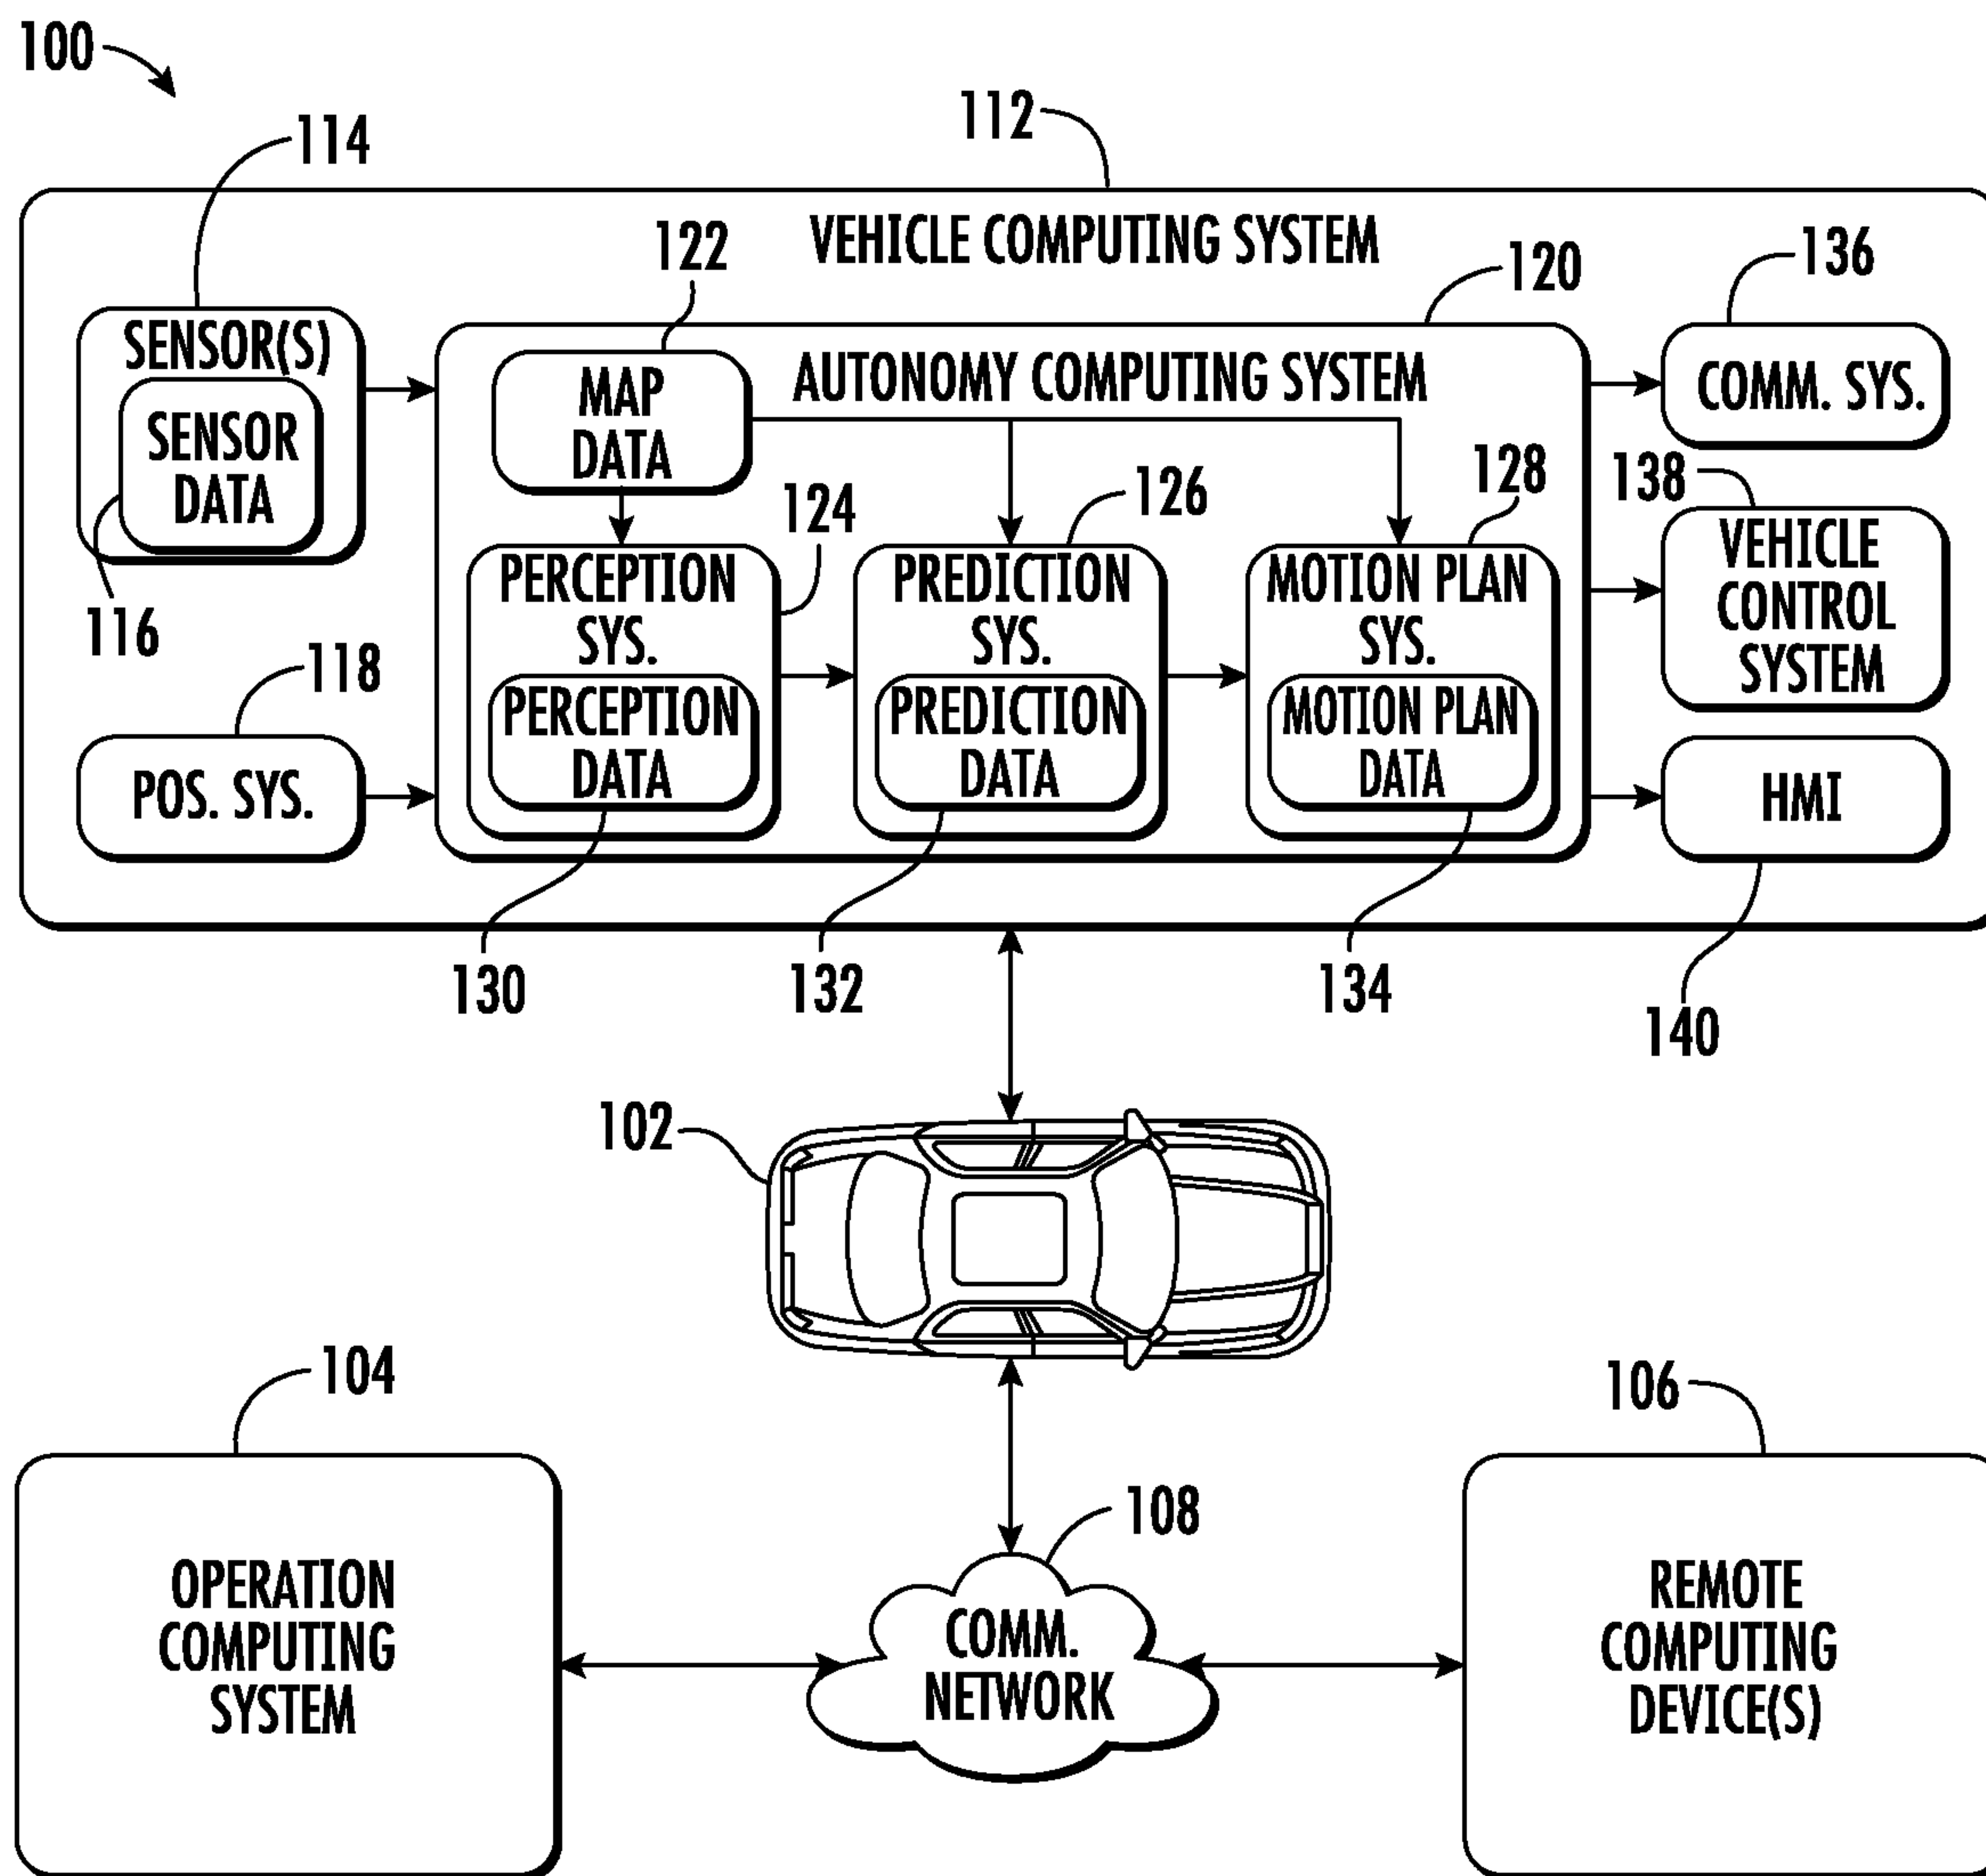 100
112
114
VEHICLE COMPUTING SYSTEM
122
120
136
SENSOR(S)
SENSOR
DATA
116
MAP
DATA
AUTONOMY COMPUTING SYSTEM
COMM. SYS.
124
126
128
138
PERCEPTION
SYS.
PERCEPTION
DATA
PREDICTION
SYS.
PREDICTION
DATA
MOTION PLAN
SYS.
MOTION PLAN
DATA
VEHICLE
CONTROL
SYSTEM
118
POS. SYS.
HMI
130
132
134
140
102
104
106
108
OPERATION
COMPUTING
SYSTEM
COMM.
NETWORK
REMOTE
COMPUTING
DEVICE(S)